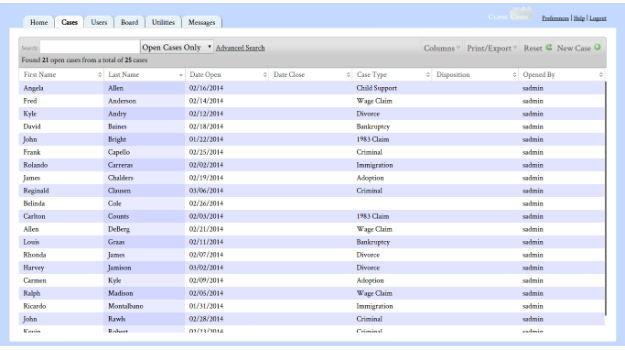 Home Cases Users Board Utilities Messages
Preferences | Help | Logout
Search Open Cases Only Advanced Search Columns Print/Export Reset New Case
Found 21 open cases from a total of 25 cases
First Name Last Name Date Open Date Close Case Type Disposition Opened By
Angela Allen 02/16/2014 Child Support sadmin
Fred Anderson 02/14/2014 Wage Claim sadmin
Kyle Andry 02/12/2014 Divorce sadmin
David Baines 02/18/2014 Bankruptcy sadmin
John Bright 01/22/2014 1983 Claim sadmin
Frank Capello 02/25/2014 Criminal sadmin
Rolando Carreras 02/02/2014 Immigration sadmin
James Chalders 02/19/2014 Adoption sadmin
Reginald Clausen 03/06/2014 Criminal sadmin
Belinda Cole 02/26/2014 sadmin
Carlton Counts 02/03/2014 1983 Claim sadmin
Allen DeBerg 02/21/2014 Wage Claim sadmin
Louis Graas 02/11/2014 Bankruptcy sadmin
Rhonda James 02/07/2014 Divorce sadmin
Harvey Jamison 03/02/2014 Divorce sadmin
Carmen Kyle 02/09/2014 Adoption sadmin
Ralph Madison 02/05/2014 Wage Claim sadmin
Ricardo Montalbano 01/31/2014 Immigration sadmin
John Rawls 02/28/2014 Criminal sadmin
Kevin Robert 02/23/2014 Criminal sadmin